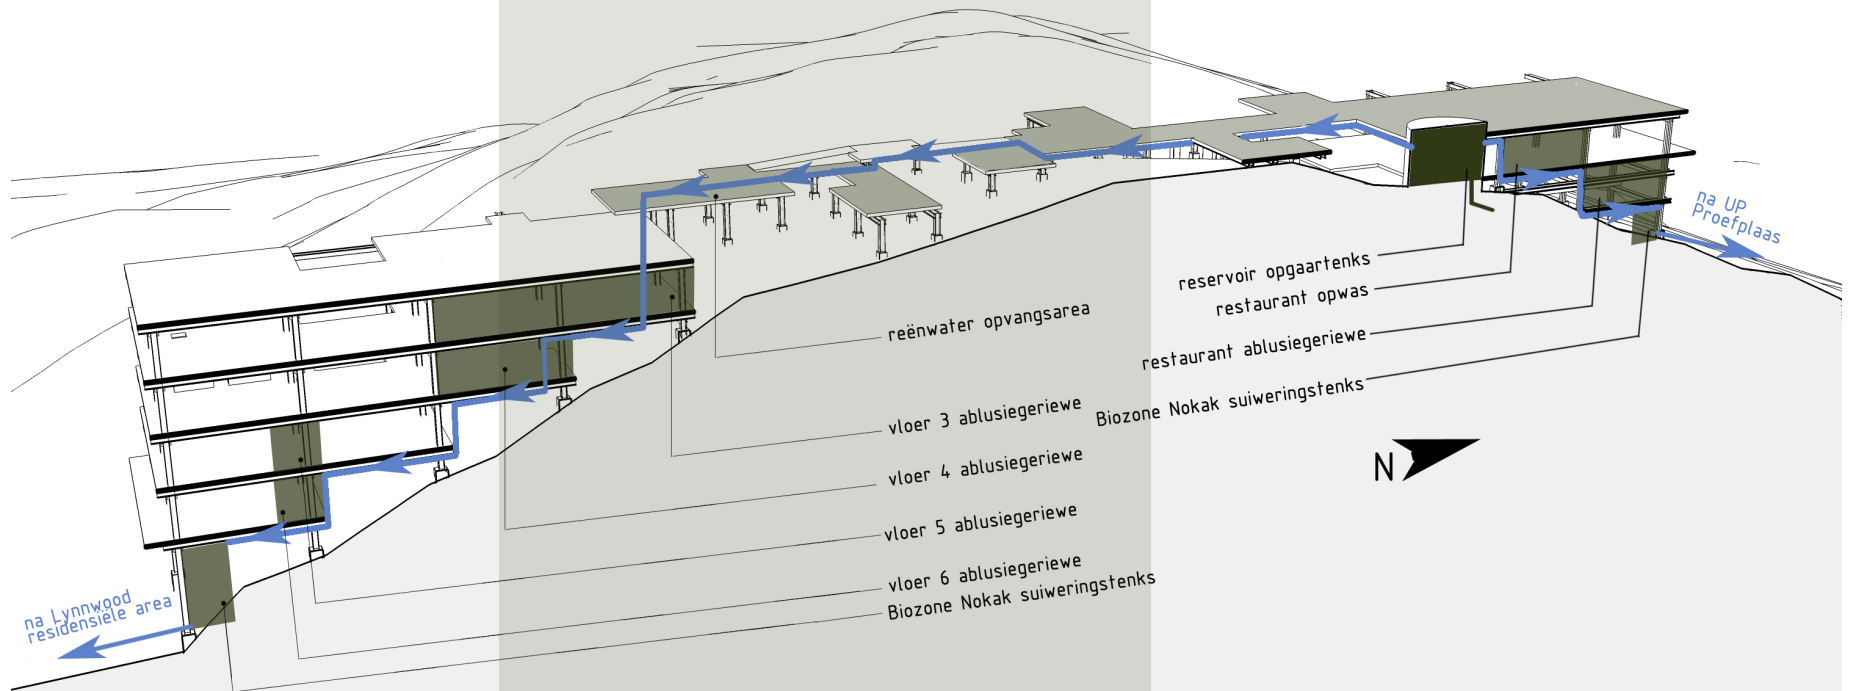 na UP
Proefplaas
reservoir opgaartenks
restaurant opwas
reënwater opvangsarea
restaurant ablusiegeriewe
Biozone Nokak suiweringstenks
vloer 3 ablusiegeriewe
vloer 4 ablusiegeriewe
N
vloer 5 ablusiegeriewe
vloer 6 ablusiegeriewe
Biozone Nokak suiweringstenks
na Lynnwood
residensiële area